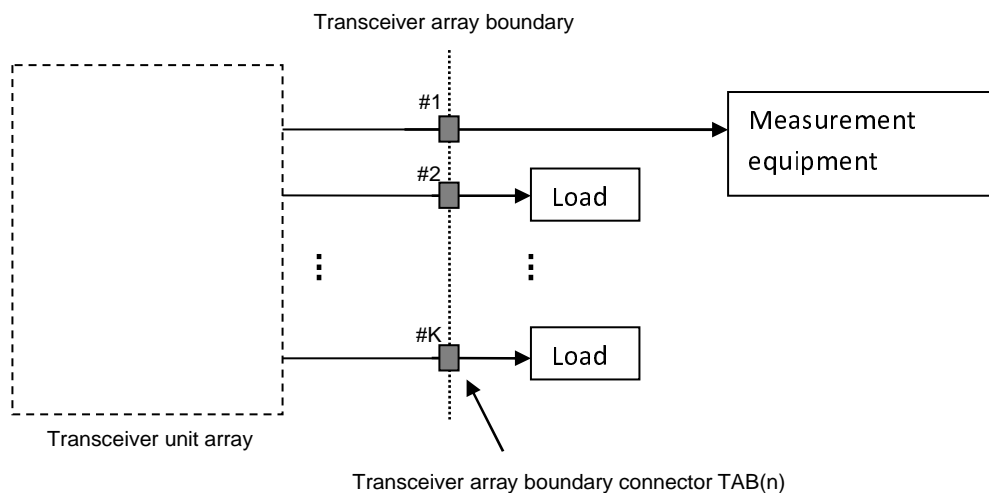 Transceiver array boundary
#1
Measurement
equipment
#2
Load
#K
Load
Transceiver unit array
Transceiver array boundary connector TAB(n)